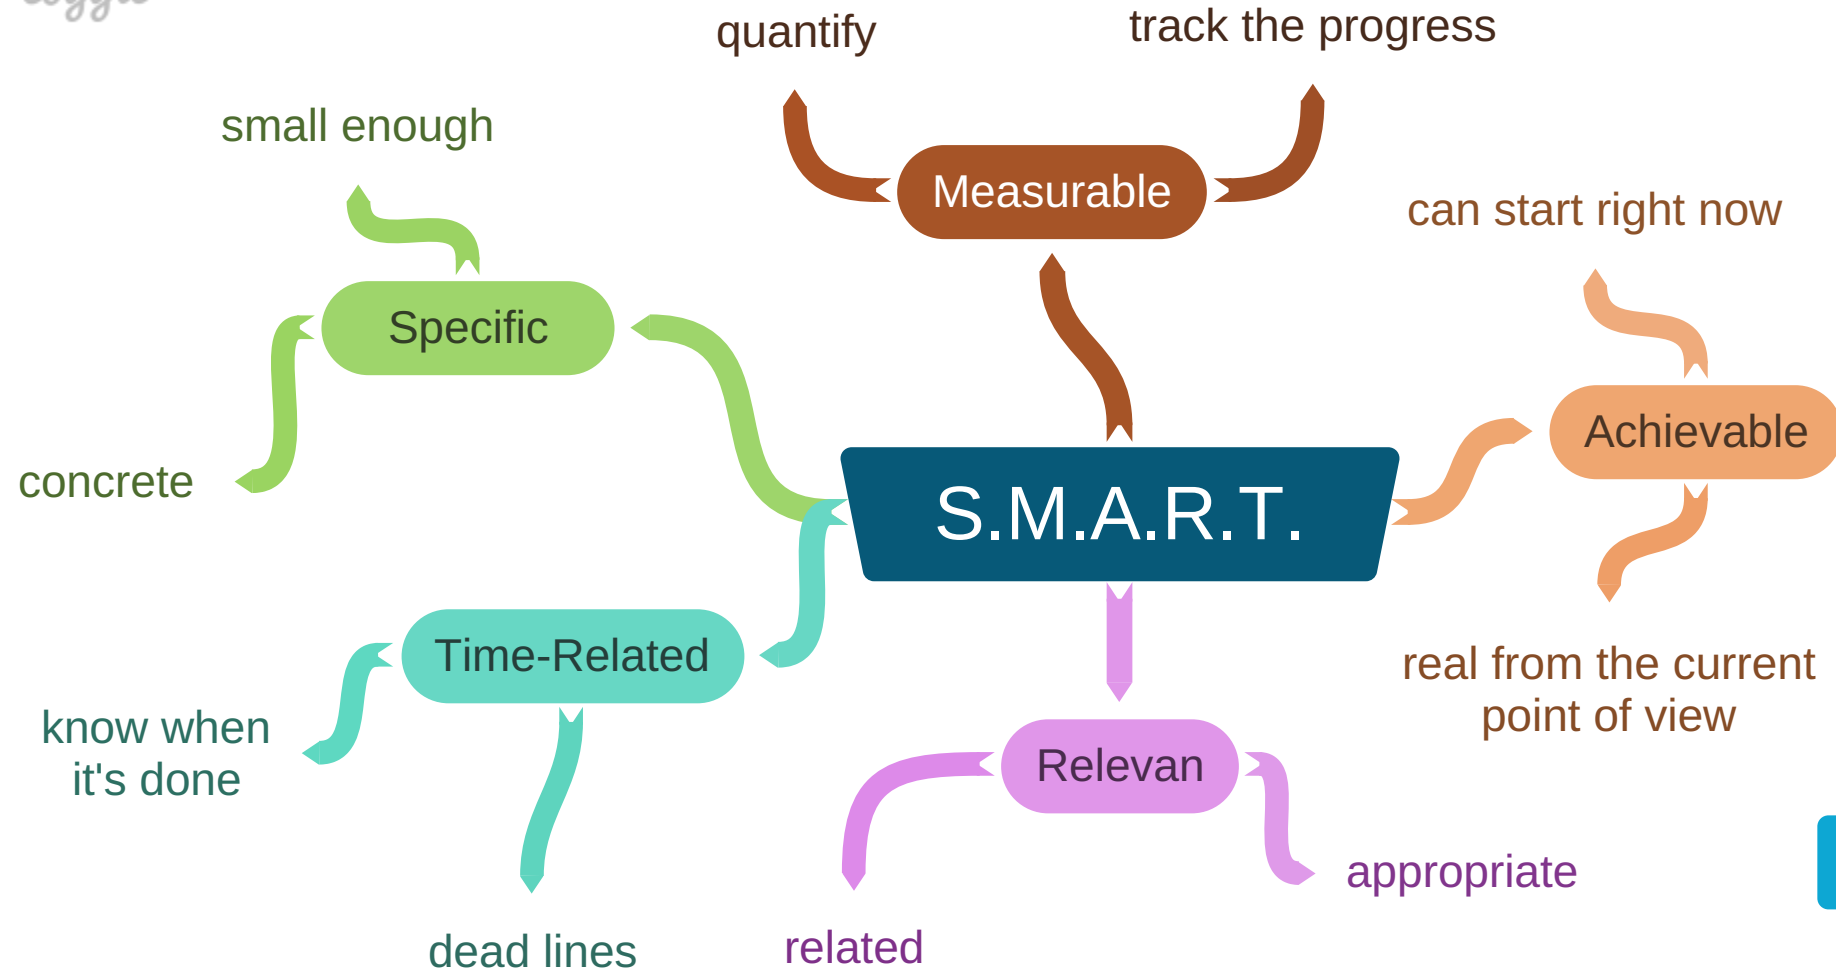 quantify
track the progress
small enough
Measurable
can start right now
Specific
Achievable
concrete
S.M.A.R.T.
Time-Related
real from the current
point of view
know when
it's done
Relevan
appropriate
dead lines
related